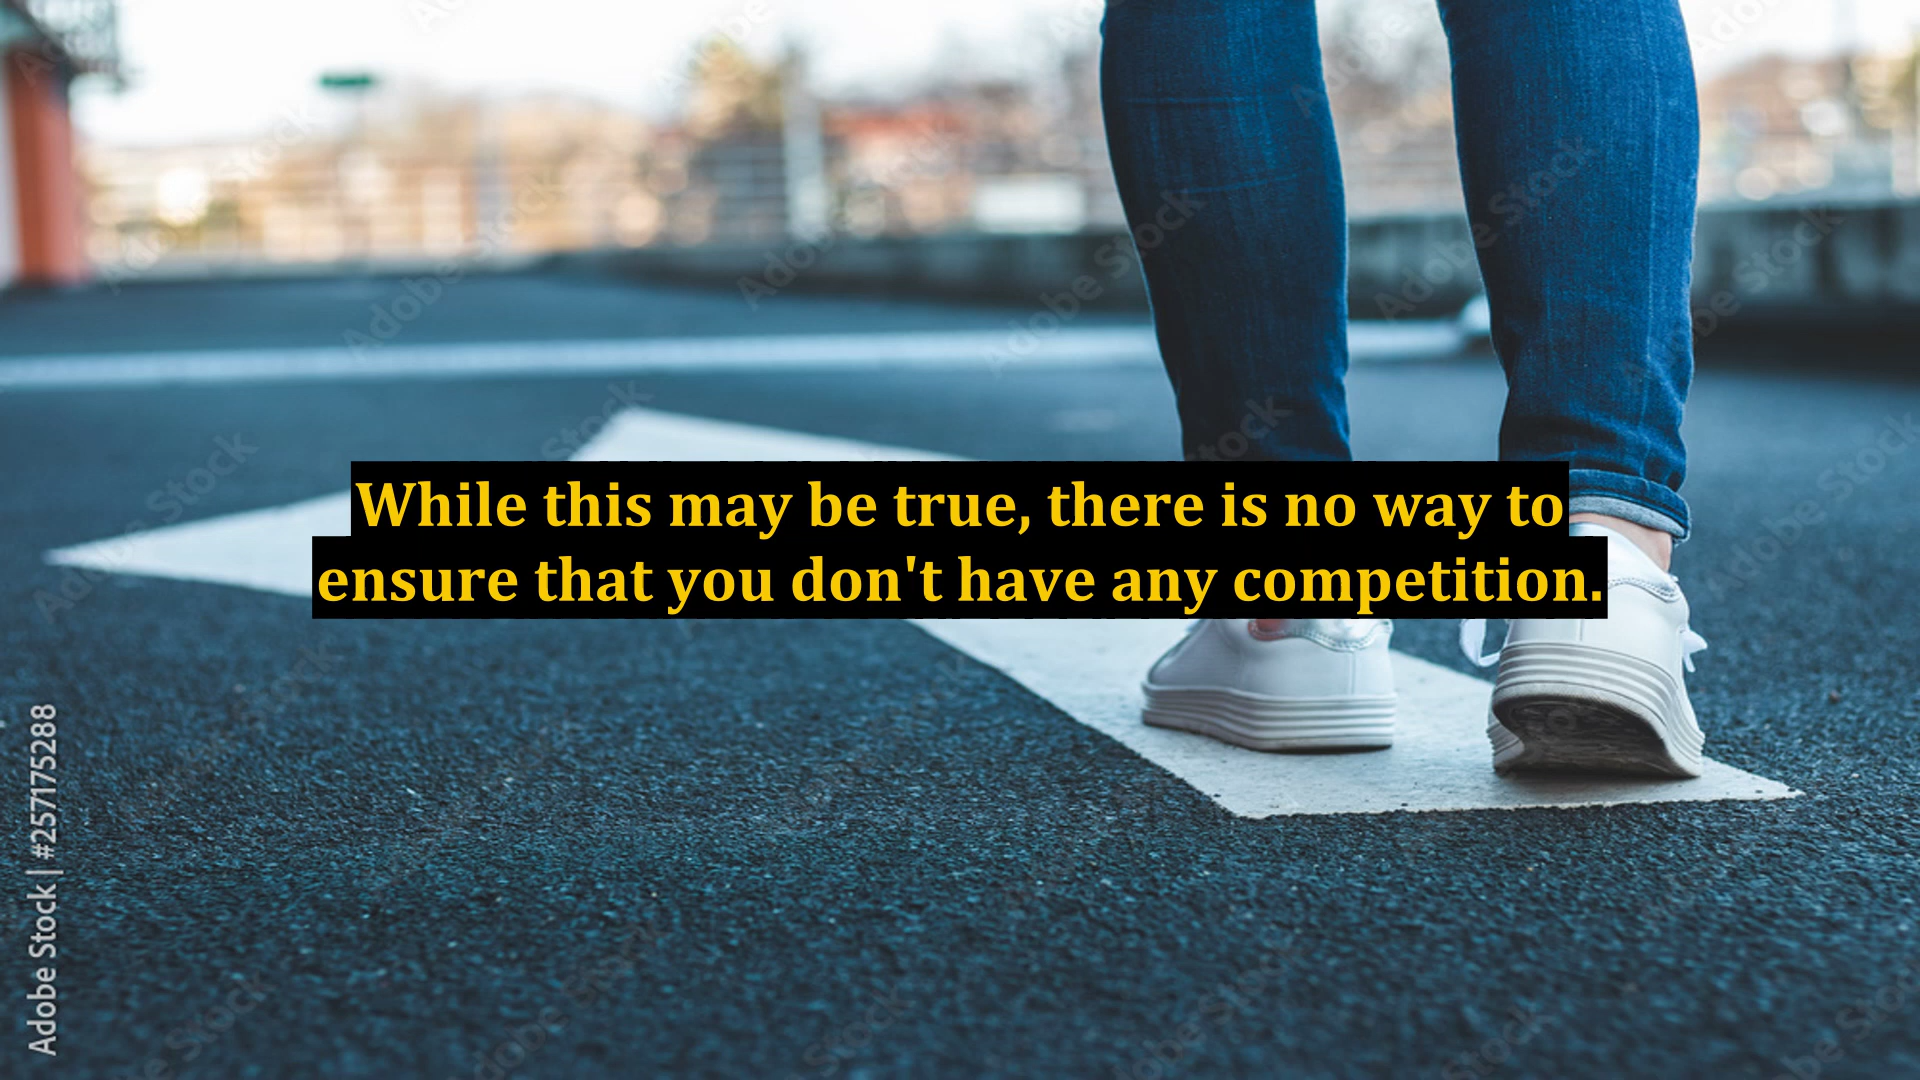 While this may be true, there is no way to
ensure that you don't have any competition.
Adobe Stock | #257175288